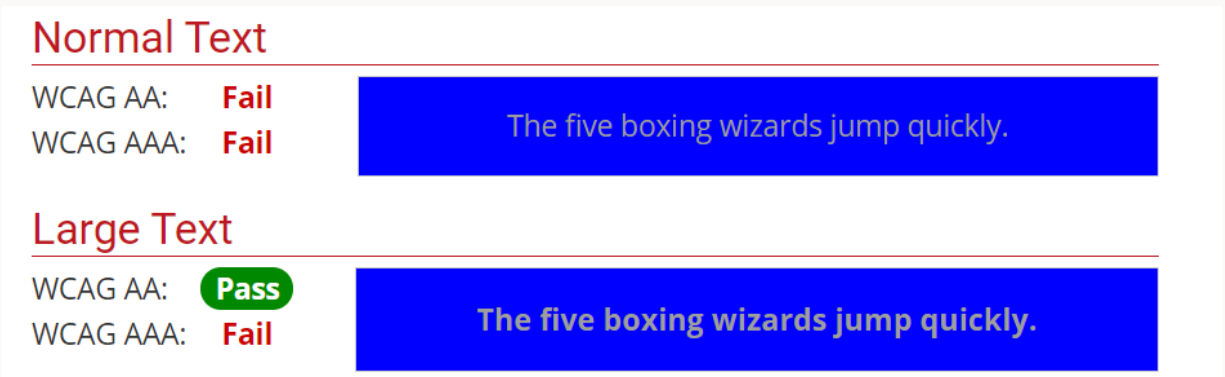 Normal Text
WCAG AA: Fail
WCAG AAA: Fail
The five boxing wizards jump quickly.
Large Text
WCAG AA: Pass
WCAG AAA: Fail
The five boxing wizards jump quickly.